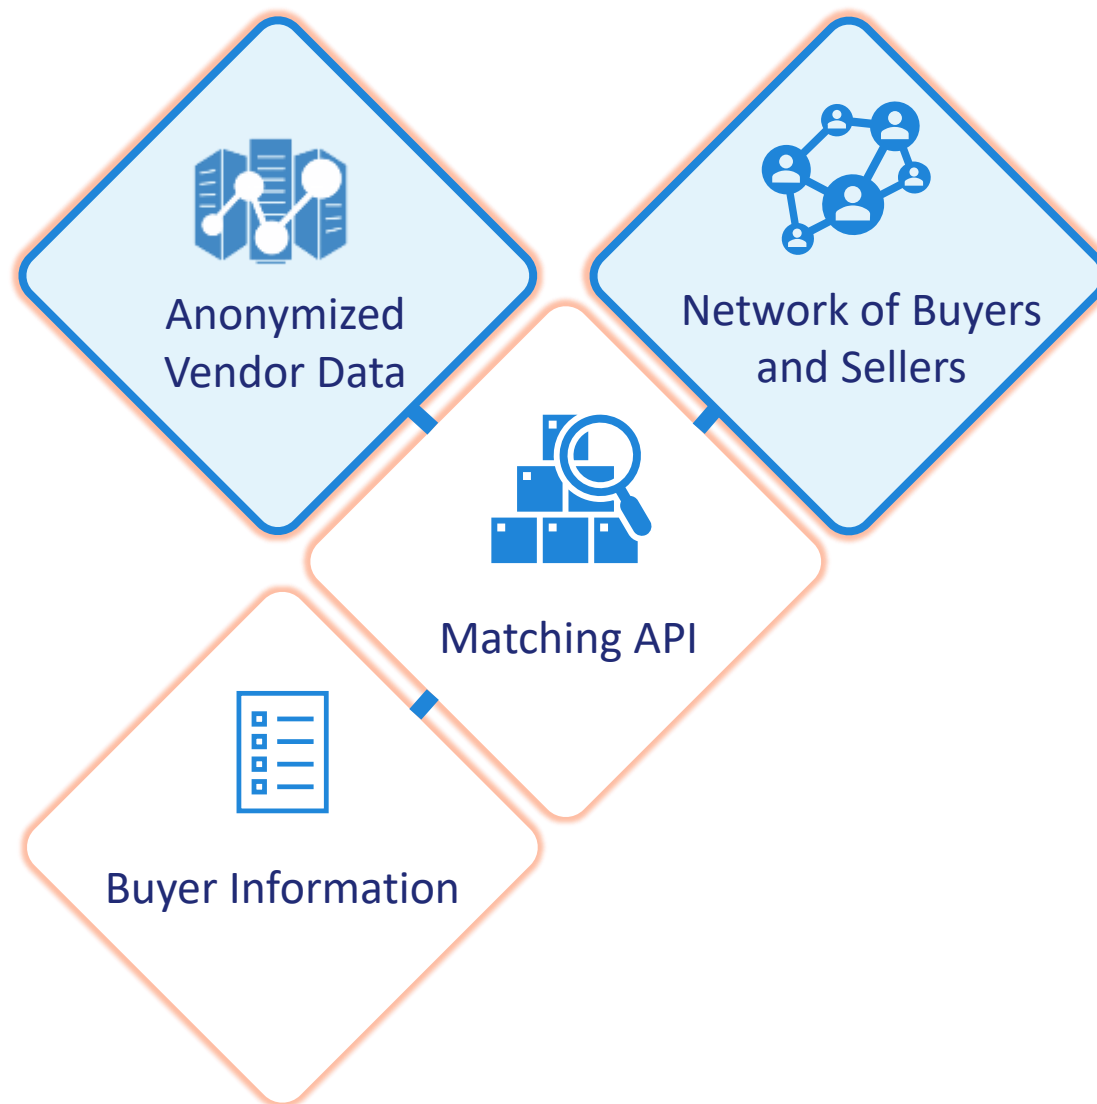 Anonymized
Vendor Data
Network of Buyers
and Sellers
Matching API
Buyer Information